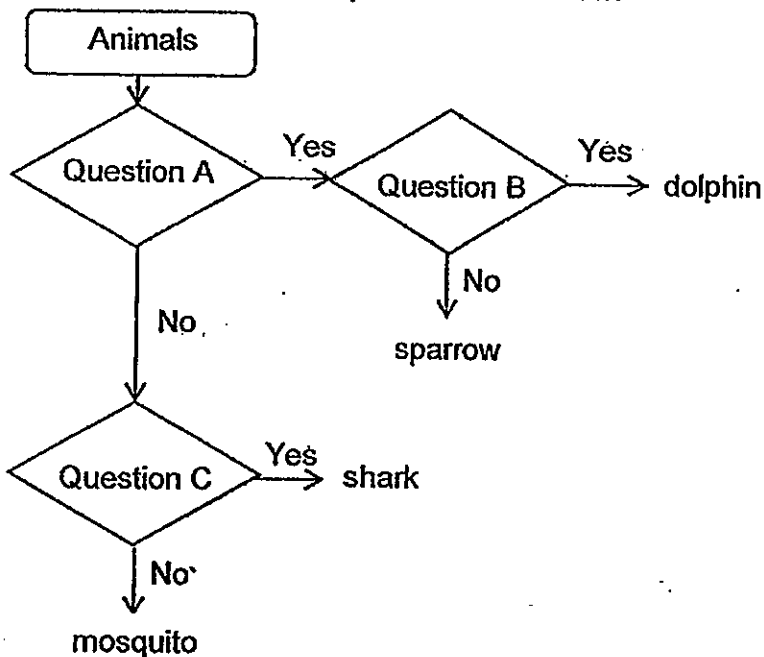 Animals
Question A
Yes
Question B
Yes
dolphin
No
sparrow
No
Question C
Yes
shark
No
mosquito